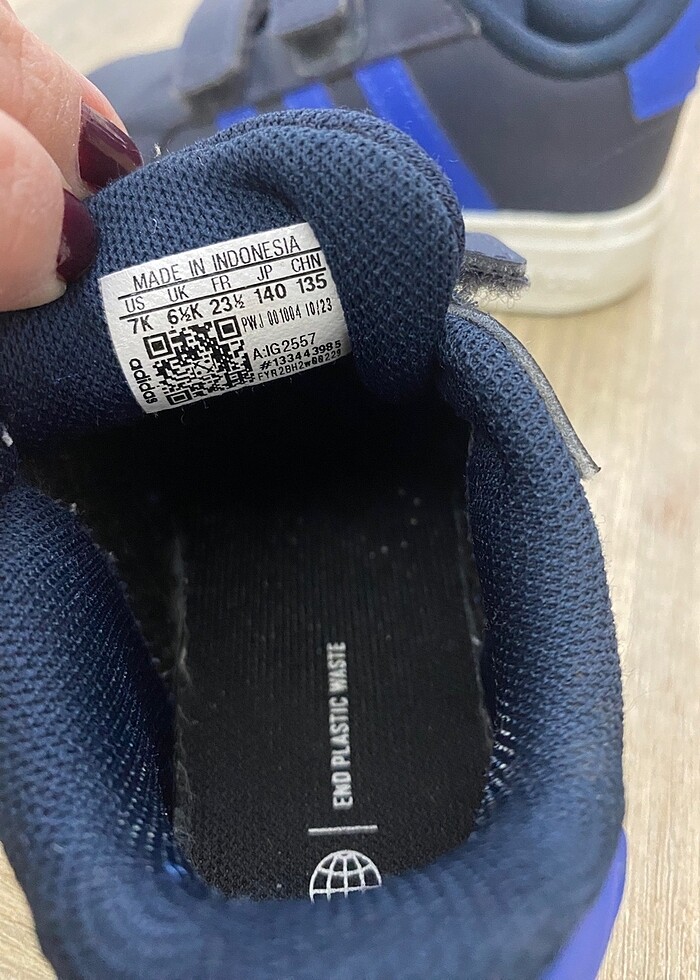 MADE IN INDONESIA
US UK FR JP CHN
7K 6½K 23½ 140 135
PWJ 001004 10/23
A:IG2557
#133443985
FYR2BH2w00229
adidas
END PLASTIC WASTE